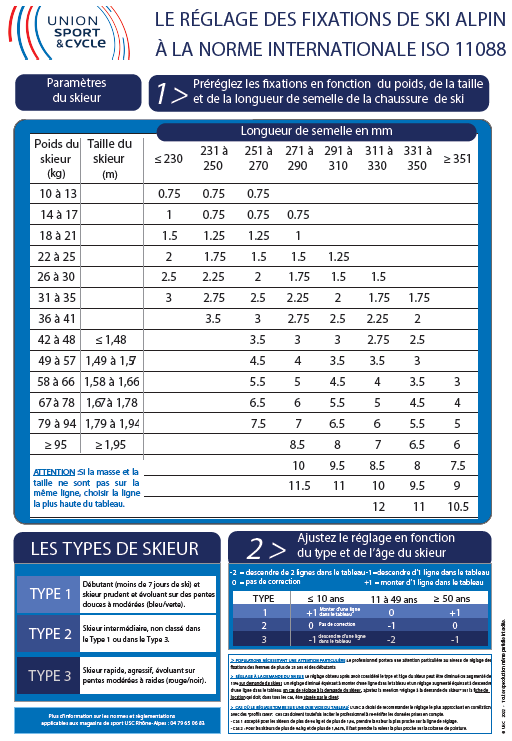 UNION
SPORT
&CYCLE
LE RÉGLAGE DES FIXATIONS DE SKI ALPIN
À LA NORME INTERNATIONALE ISO 11088
Paramètres
du skieur
1 > Préréglez les fixations en fonction du poids, de la taille
et de la longueur de semelle de la chaussure de ski
Longueur de semelle en mm
Poids du skieur (kg) Taille du skieur (m) ≤ 230 231 à 250 251 à 270 271 à 290 291 à 310 311 à 330 331 à 350 ≥ 351
10 à 13 0.75 0.75 0.75
14 à 17 1 0.75 0.75 0.75
18 à 21 1.5 1.25 1.25 1
22 à 25 2 1.75 1.5 1.5 1.25
26 à 30 2.5 2.25 2 1.75 1.5 1.5
31 à 35 3 2.75 2.5 2.25 2 1.75 1.75
36 à 41 3.5 3 2.75 2.5 2.25 2
42 à 48 ≤ 1,48 3.5 3 3 2.75 2.5
49 à 57 1,49 à 1,57 4.5 4 3.5 3.5 3
58 à 66 1,58 à 1,66 5.5 5 4.5 4 3.5 3
67 à 78 1,67 à 1,78 6.5 6 5.5 5 4.5 4
79 à 94 1,79 à 1,94 7.5 7 6.5 6 5.5 5
≥ 95 ≥ 1,95 8.5 8 7 6.5 6
10 9.5 8.5 8 7.5
11.5 11 10 9.5 9
12 11 10.5
ATTENTION :Si la masse et la
taille ne sont pas sur la
même ligne, choisir la ligne
la plus haute du tableau.
LES TYPES DE SKIEUR
TYPE 1 Débutant (moins de 7 jours de ski) et
skieur prudent et évoluant sur des pentes
douces à modérées (bleu/verte).
TYPE 2 Skieur intermédiaire, non classé dans
le Type 1 ou dans le Type 3.
TYPE 3 Skieur rapide, agressif, évoluant sur
pentes modérées à raides (rouge/noir).
Plus d'information sur les normes et réglementations
applicables aux magasins de sport USC Rhône-Alpes : 04 79 65 06 83.
2 > Ajustez le réglage en fonction
du type et de l'âge du skieur
-2 = descendre de 2 lignes dans le tableau -1 =descendre d'1 ligne dans le tableau
0 = pas de correction +1 = monter d'1 ligne dans le tableau
TYPE ≤ 10 ans 11 à 49 ans ≥ 50 ans
1 +1 Monter d'une ligne dans le tableau 0 +1
2 0 Pas de correction -1 0
3 -1 descendre d'une ligne dans le tableau -2 -1
> POPULATIONS NÉCESSITANT UNE ATTENTION PARTICULIÈRE
> RÉGLAGE À LA DEMANDE DU SKIEUR